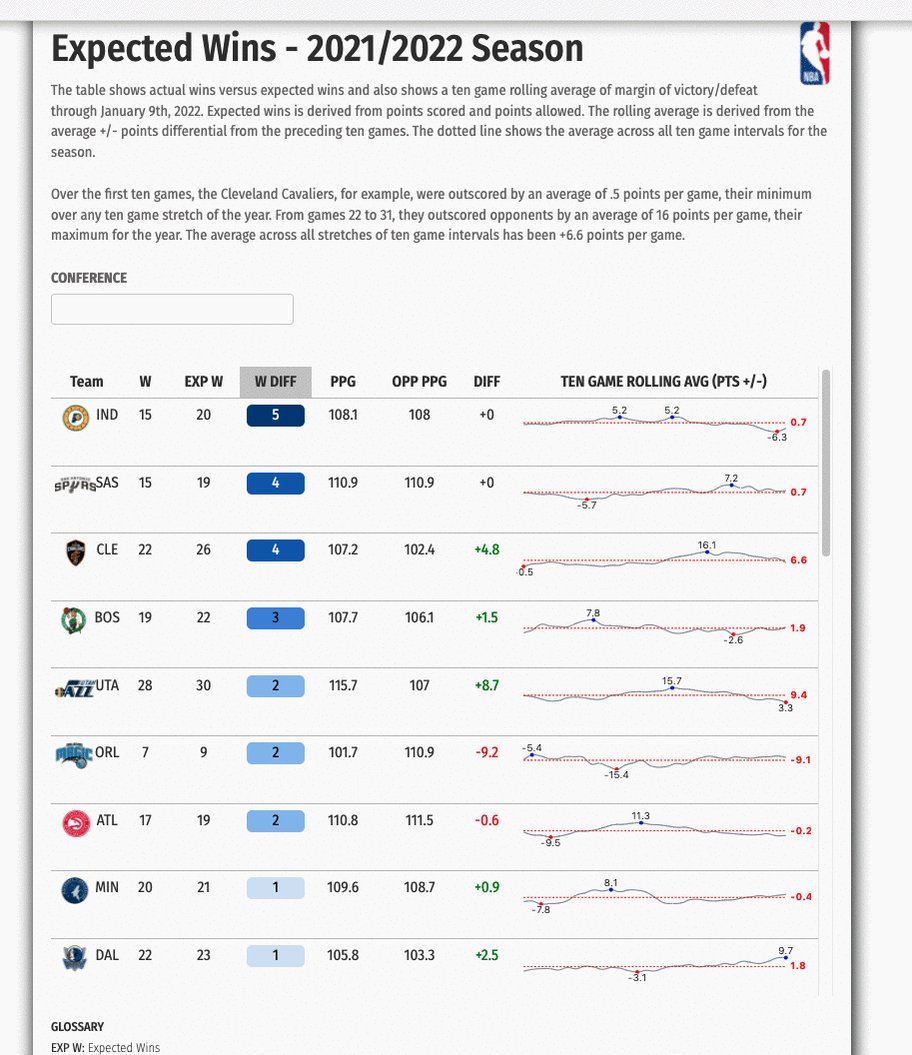 Expected Wins - 2021/2022 Season
NBA
The table shows actual wins versus expected wins and also shows a ten game rolling average of margin of victory/defeat
through January 9th, 2022. Expected wins is derived from points scored and points allowed. The rolling average is derived from the
average +/- points differential from the preceding ten games. The dotted line shows the average across all ten game intervals for the
season.
Over the first ten games, the Cleveland Cavaliers, for example, were outscored by an average of .5 points per game, their minimum
over any ten game stretch of the year. From games 22 to 31, they outscored opponents by an average of 16 points per game, their
maximum for the year. The average across all stretches of ten game intervals has been +6.6 points per game.
CONFERENCE
Team W EXP W W DIFF PPG OPP PPG DIFF TEN GAME ROLLING AVG (PTS +/-)
IND 15 20 5 108.1 108 +0 5.2 5.2 -6.3 0.7
SPURS SAS 15 19 4 110.9 110.9 +0 -5.7 7.2 0.7
CLE 22 26 4 107.2 102.4 +4.8 -0.5 16.1 6.6
BOS 19 22 3 107.7 106.1 +1.5 7.8 -2.6 1.9
JAZZ UTA 28 30 2 115.7 107 +8.7 15.7 3.3 9.4
MAGIC ORL 7 9 2 101.7 110.9 -9.2 -5.4 -15.4 -9.1
ATL 17 19 2 110.8 111.5 -0.6 -9.5 11.3 -0.2
MIN 20 21 1 109.6 108.7 +0.9 -7.8 8.1 -0.4
DAL 22 23 1 105.8 103.3 +2.5 -3.1 9.7 1.8
GLOSSARY
EXP W: Expected Wins